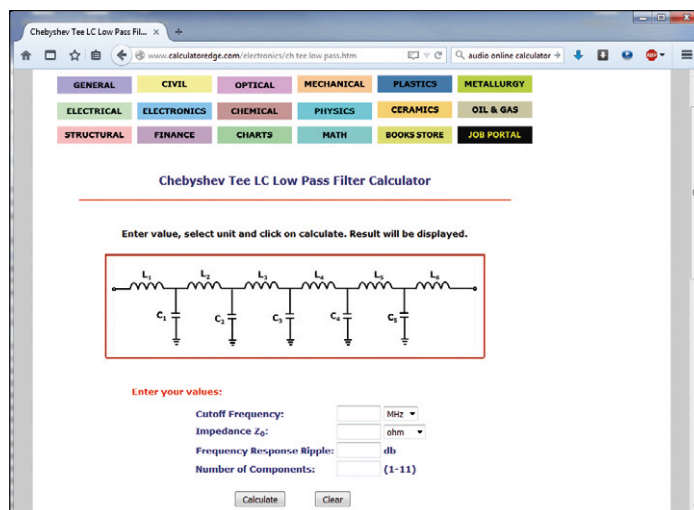 Chebyshev Tee LC Low Pass Fil...
www.calculatoredge.com/electronics/ch tee low pass.htm
audio online calculator
ABP
GENERAL CIVIL OPTICAL MECHANICAL PLASTICS METALLURGY
ELECTRICAL ELECTRONICS CHEMICAL PHYSICS CERAMICS OIL & GAS
STRUCTURAL FINANCE CHARTS MATH BOOKS STORE JOB PORTAL
Chebyshev Tee LC Low Pass Filter Calculator
Enter value, select unit and click on calculate. Result will be displayed.
L₁ L₂ L₃ L₄ L₅ L₆
C₁ C₂ C₃ C₄ C₅
Enter your values:
Cutoff Frequency: MHz
Impedance Z₀: ohm
Frequency Response Ripple: db
Number of Components: (1-11)
Calculate Clear